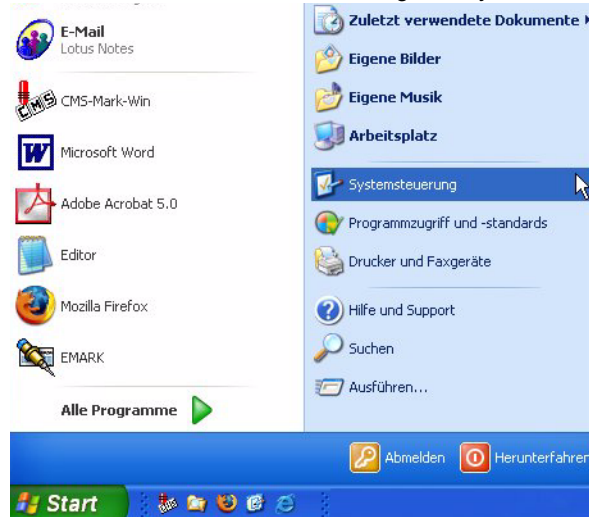 E-Mail
Lotus Notes
CMS-Mark-Win
Microsoft Word
Adobe Acrobat 5.0
Editor
Mozilla Firefox
EMARK
Alle Programme
Zuletzt verwendete Dokumente
Eigene Bilder
Eigene Musik
Arbeitsplatz
Systemsteuerung
Programmzugriff und -standards
Drucker und Faxgeräte
Hilfe und Support
Suchen
Ausführen...
Abmelden
Herunterfahren
Start